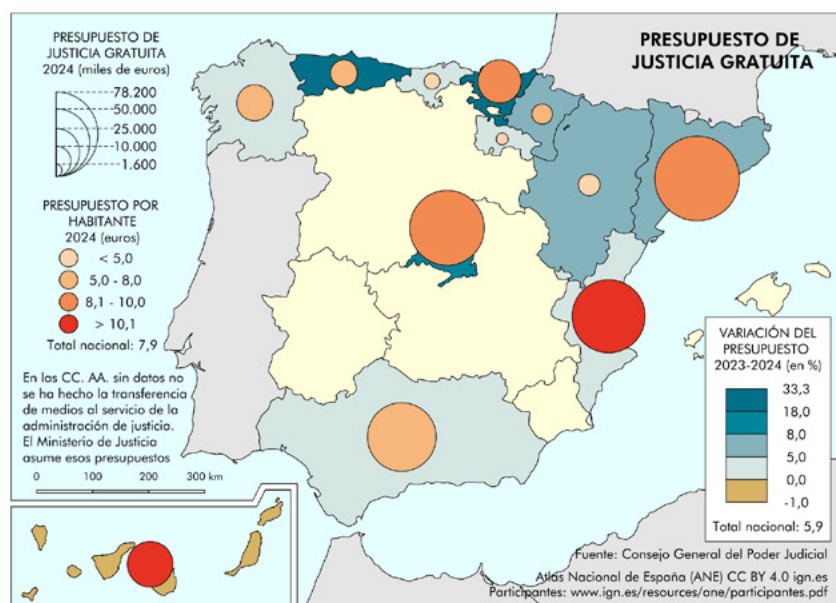 PRESUPUESTO DE
JUSTICIA GRATUITA
2024 (miles de euros)
78.200
50.000
25.000
10.000
1.600
PRESUPUESTO POR
HABITANTE
2024 (euros)
< 5,0
5,0 - 8,0
8,1 - 10,0
> 10,1
Total nacional: 7,9
En las CC. AA. sin datos no
se ha hecho la transferencia
de medios al servicio de la
administración de justicia.
El Ministerio de Justicia
asume esos presupuestos
0 100 200 300 km
PRESUPUESTO DE
JUSTICIA GRATUITA
VARIACIÓN DEL
PRESUPUESTO
2023-2024 (en %)
33,3
18,0
8,0
5,0
0,0
-1,0
Total nacional: 5,9
Fuente: Consejo General del Poder Judicial
Atlas Nacional de España (ANE) CC BY 4.0 ign.es
Participantes: www.ign.es/resources/ane/participantes.pdf